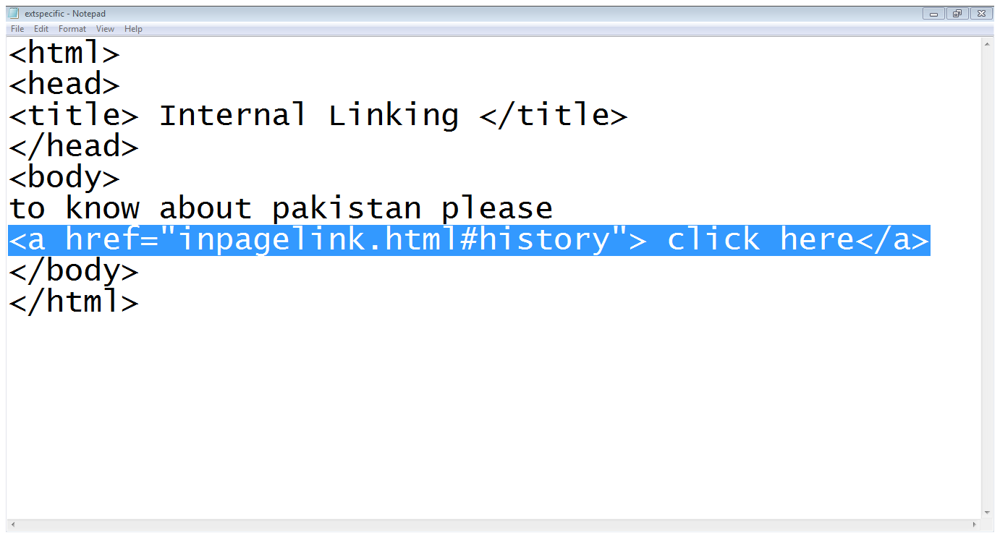 extspecific - Notepad
File Edit Format View Help
<html>
<head>
<title> Internal Linking </title>
</head>
<body>
to know about pakistan please
<a href="inpagelink.html#history"> click here</a>
</body>
</html>